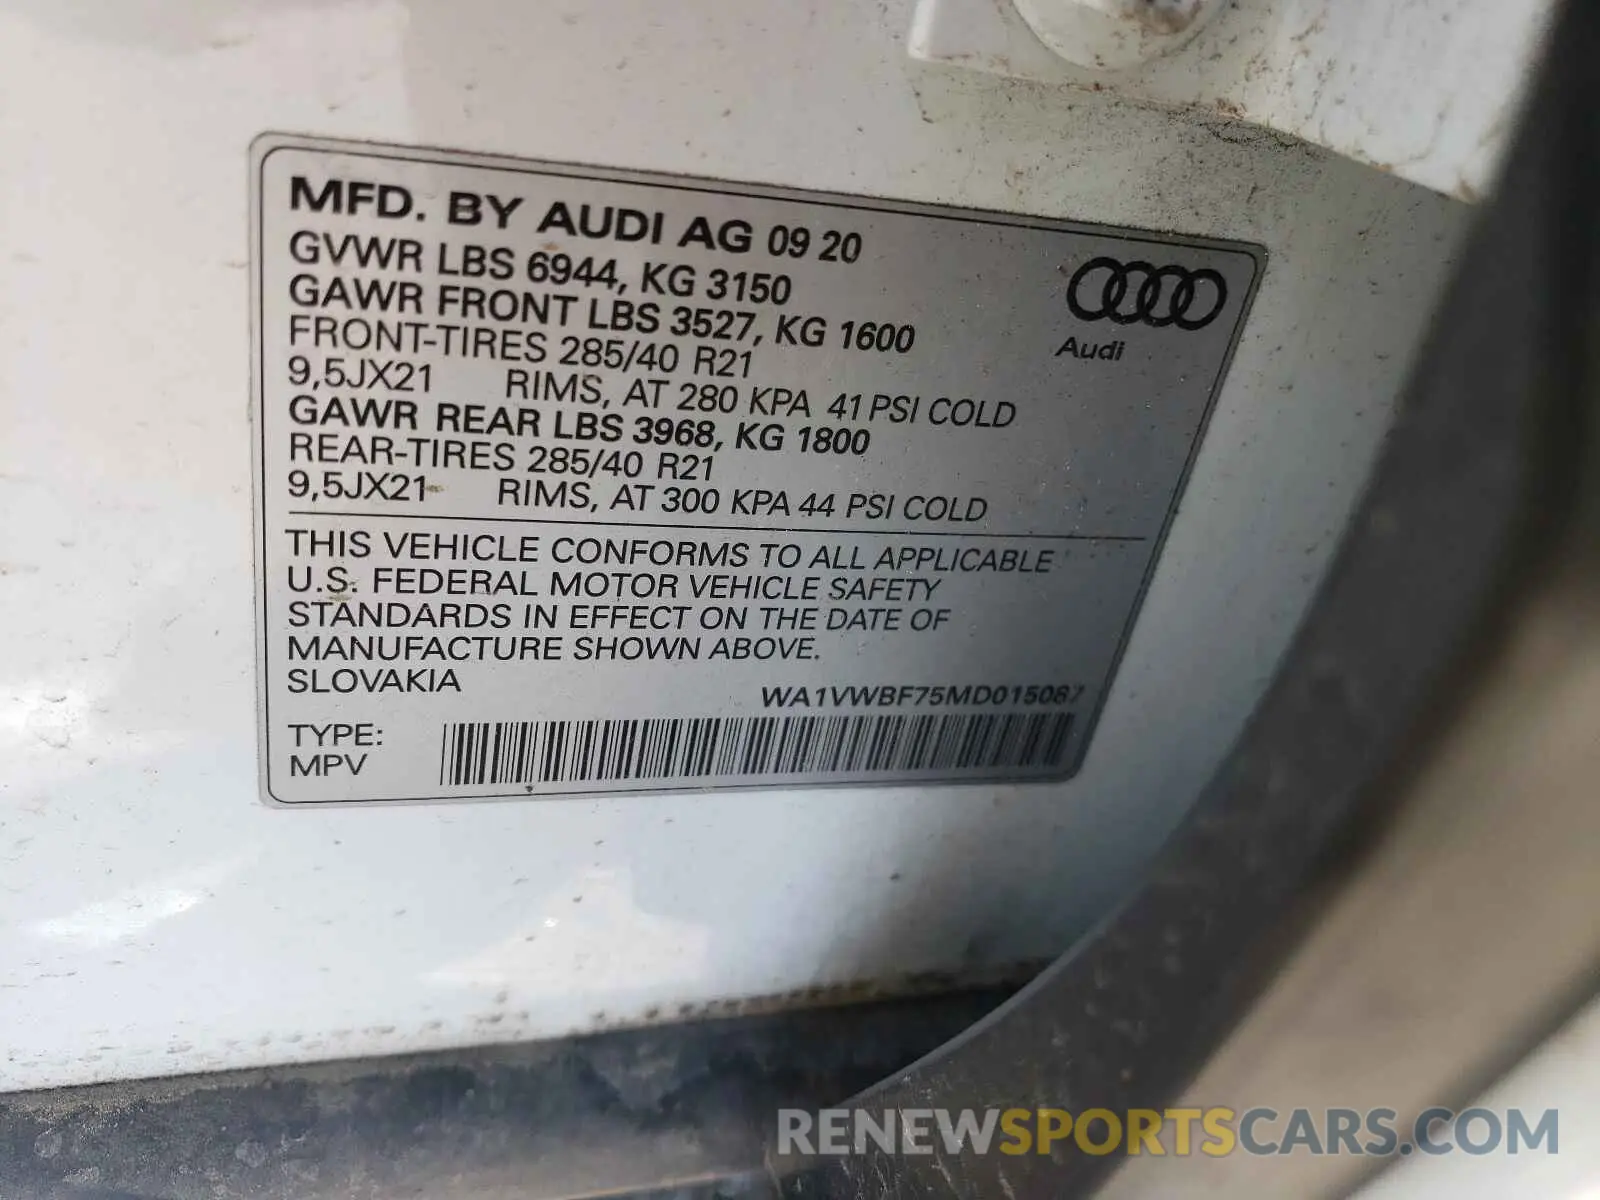 MFD. BY AUDI AG 09 20
GVWR LBS 6944, KG 3150
GAWR FRONT LBS 3527, KG 1600
FRONT-TIRES 285/40 R21
9,5JX21 RIMS, AT 280 KPA 41 PSI COLD
GAWR REAR LBS 3968, KG 1800
REAR-TIRES 285/40 R21
9,5JX21 RIMS, AT 300 KPA 44 PSI COLD
Audi
THIS VEHICLE CONFORMS TO ALL APPLICABLE
U.S. FEDERAL MOTOR VEHICLE SAFETY
STANDARDS IN EFFECT ON THE DATE OF
MANUFACTURE SHOWN ABOVE.
SLOVAKIA
WA1VWBF75MD015087
TYPE:
MPV
RENEWSPORTSCARS.COM